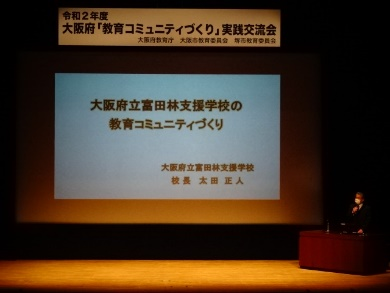 令和２年度
大阪府「教育コミュニティづくり」実践交流会
大阪府教育庁　大阪市教育委員会　堺市教育委員会
大阪府立富田林支援学校の
教育コミュニティづくり
大阪府立富田林支援学校
校長　太田　正人